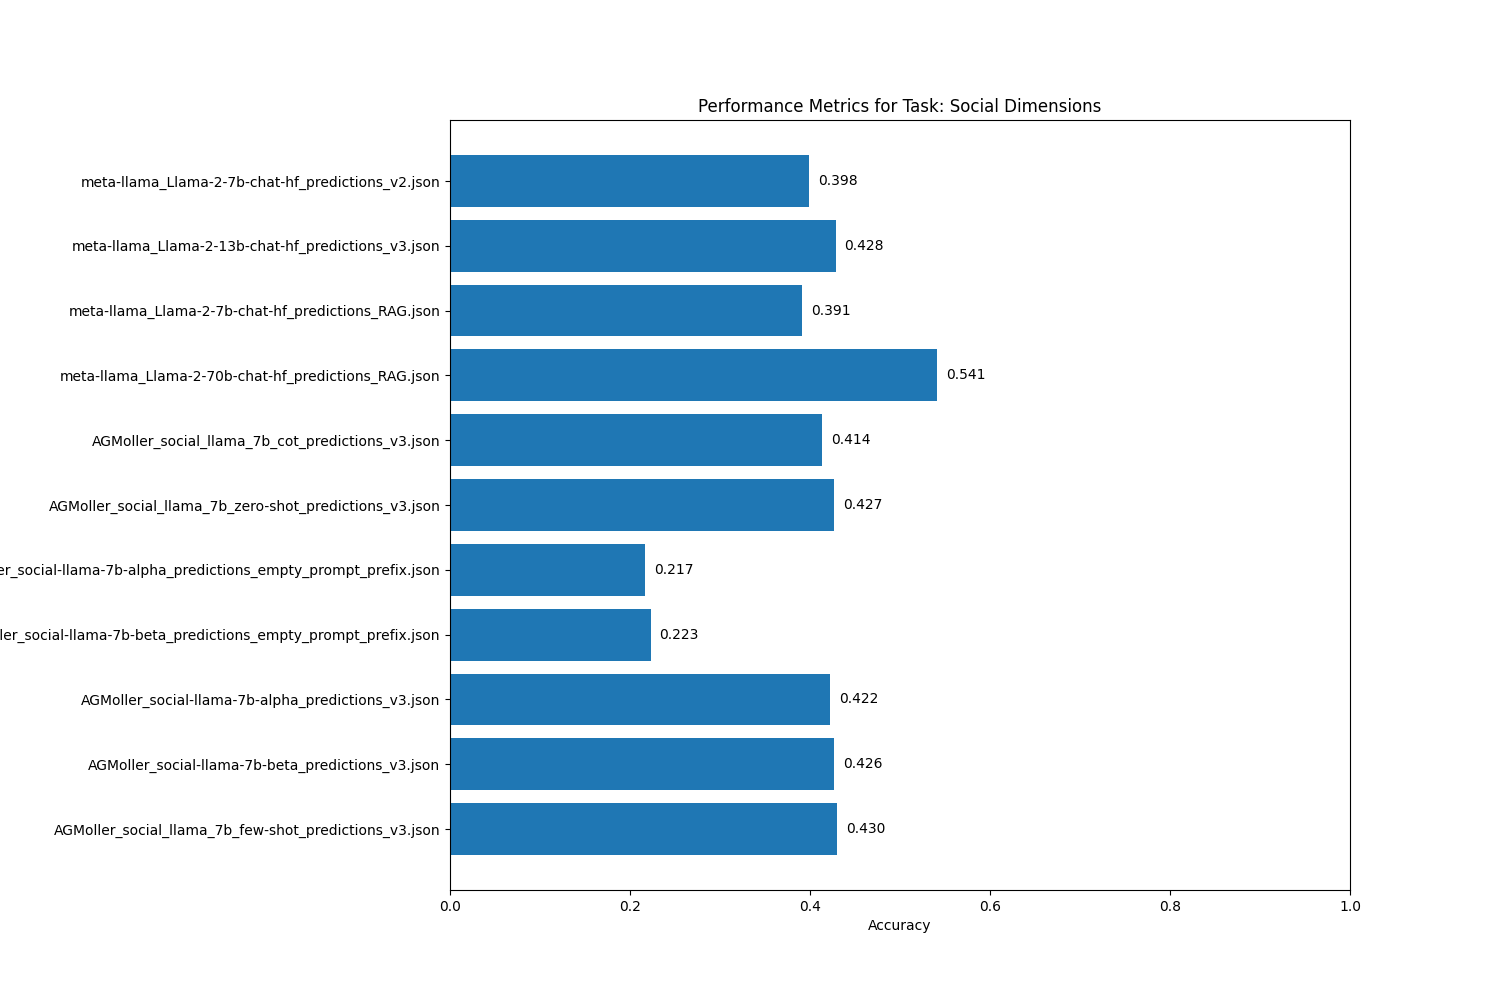 Performance Metrics for Task: Social Dimensions
meta-llama_Llama-2-7b-chat-hf_predictions_v2.json
0.398
meta-llama_Llama-2-13b-chat-hf_predictions_v3.json
0.428
meta-llama_Llama-2-7b-chat-hf_predictions_RAG.json
0.391
meta-llama_Llama-2-70b-chat-hf_predictions_RAG.json
0.541
AGMoller_social_llama_7b_cot_predictions_v3.json
0.414
AGMoller_social_llama_7b_zero-shot_predictions_v3.json
0.427
er_social-llama-7b-alpha_predictions_empty_prompt_prefix.json
0.217
ler_social-llama-7b-beta_predictions_empty_prompt_prefix.json
0.223
AGMoller_social-llama-7b-alpha_predictions_v3.json
0.422
AGMoller_social-llama-7b-beta_predictions_v3.json
0.426
AGMoller_social_llama_7b_few-shot_predictions_v3.json
0.430
0.0 0.2 0.4 0.6 0.8 1.0
Accuracy